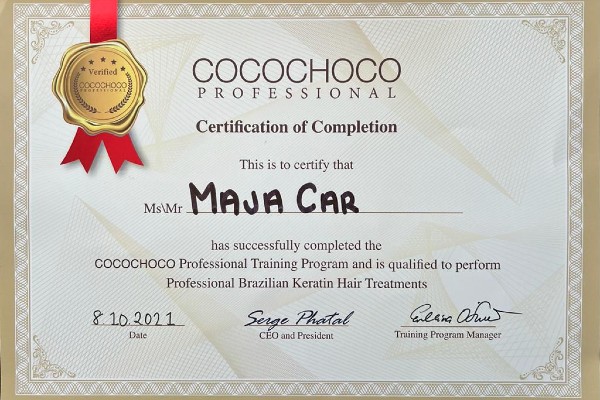 Verified
COCOCHOCO
PROFESSIONAL
COCOCHOCO
PROFESSIONAL
Certification of Completion
This is to certify that
Ms\Mr MAJA CAR
has successfully completed the
COCOCHOCO Professional Training Program and is qualified to perform
Professional Brazilian Keratin Hair Treatments
8.10.2021 Serge Phatal
Date CEO and President Training Program Manager